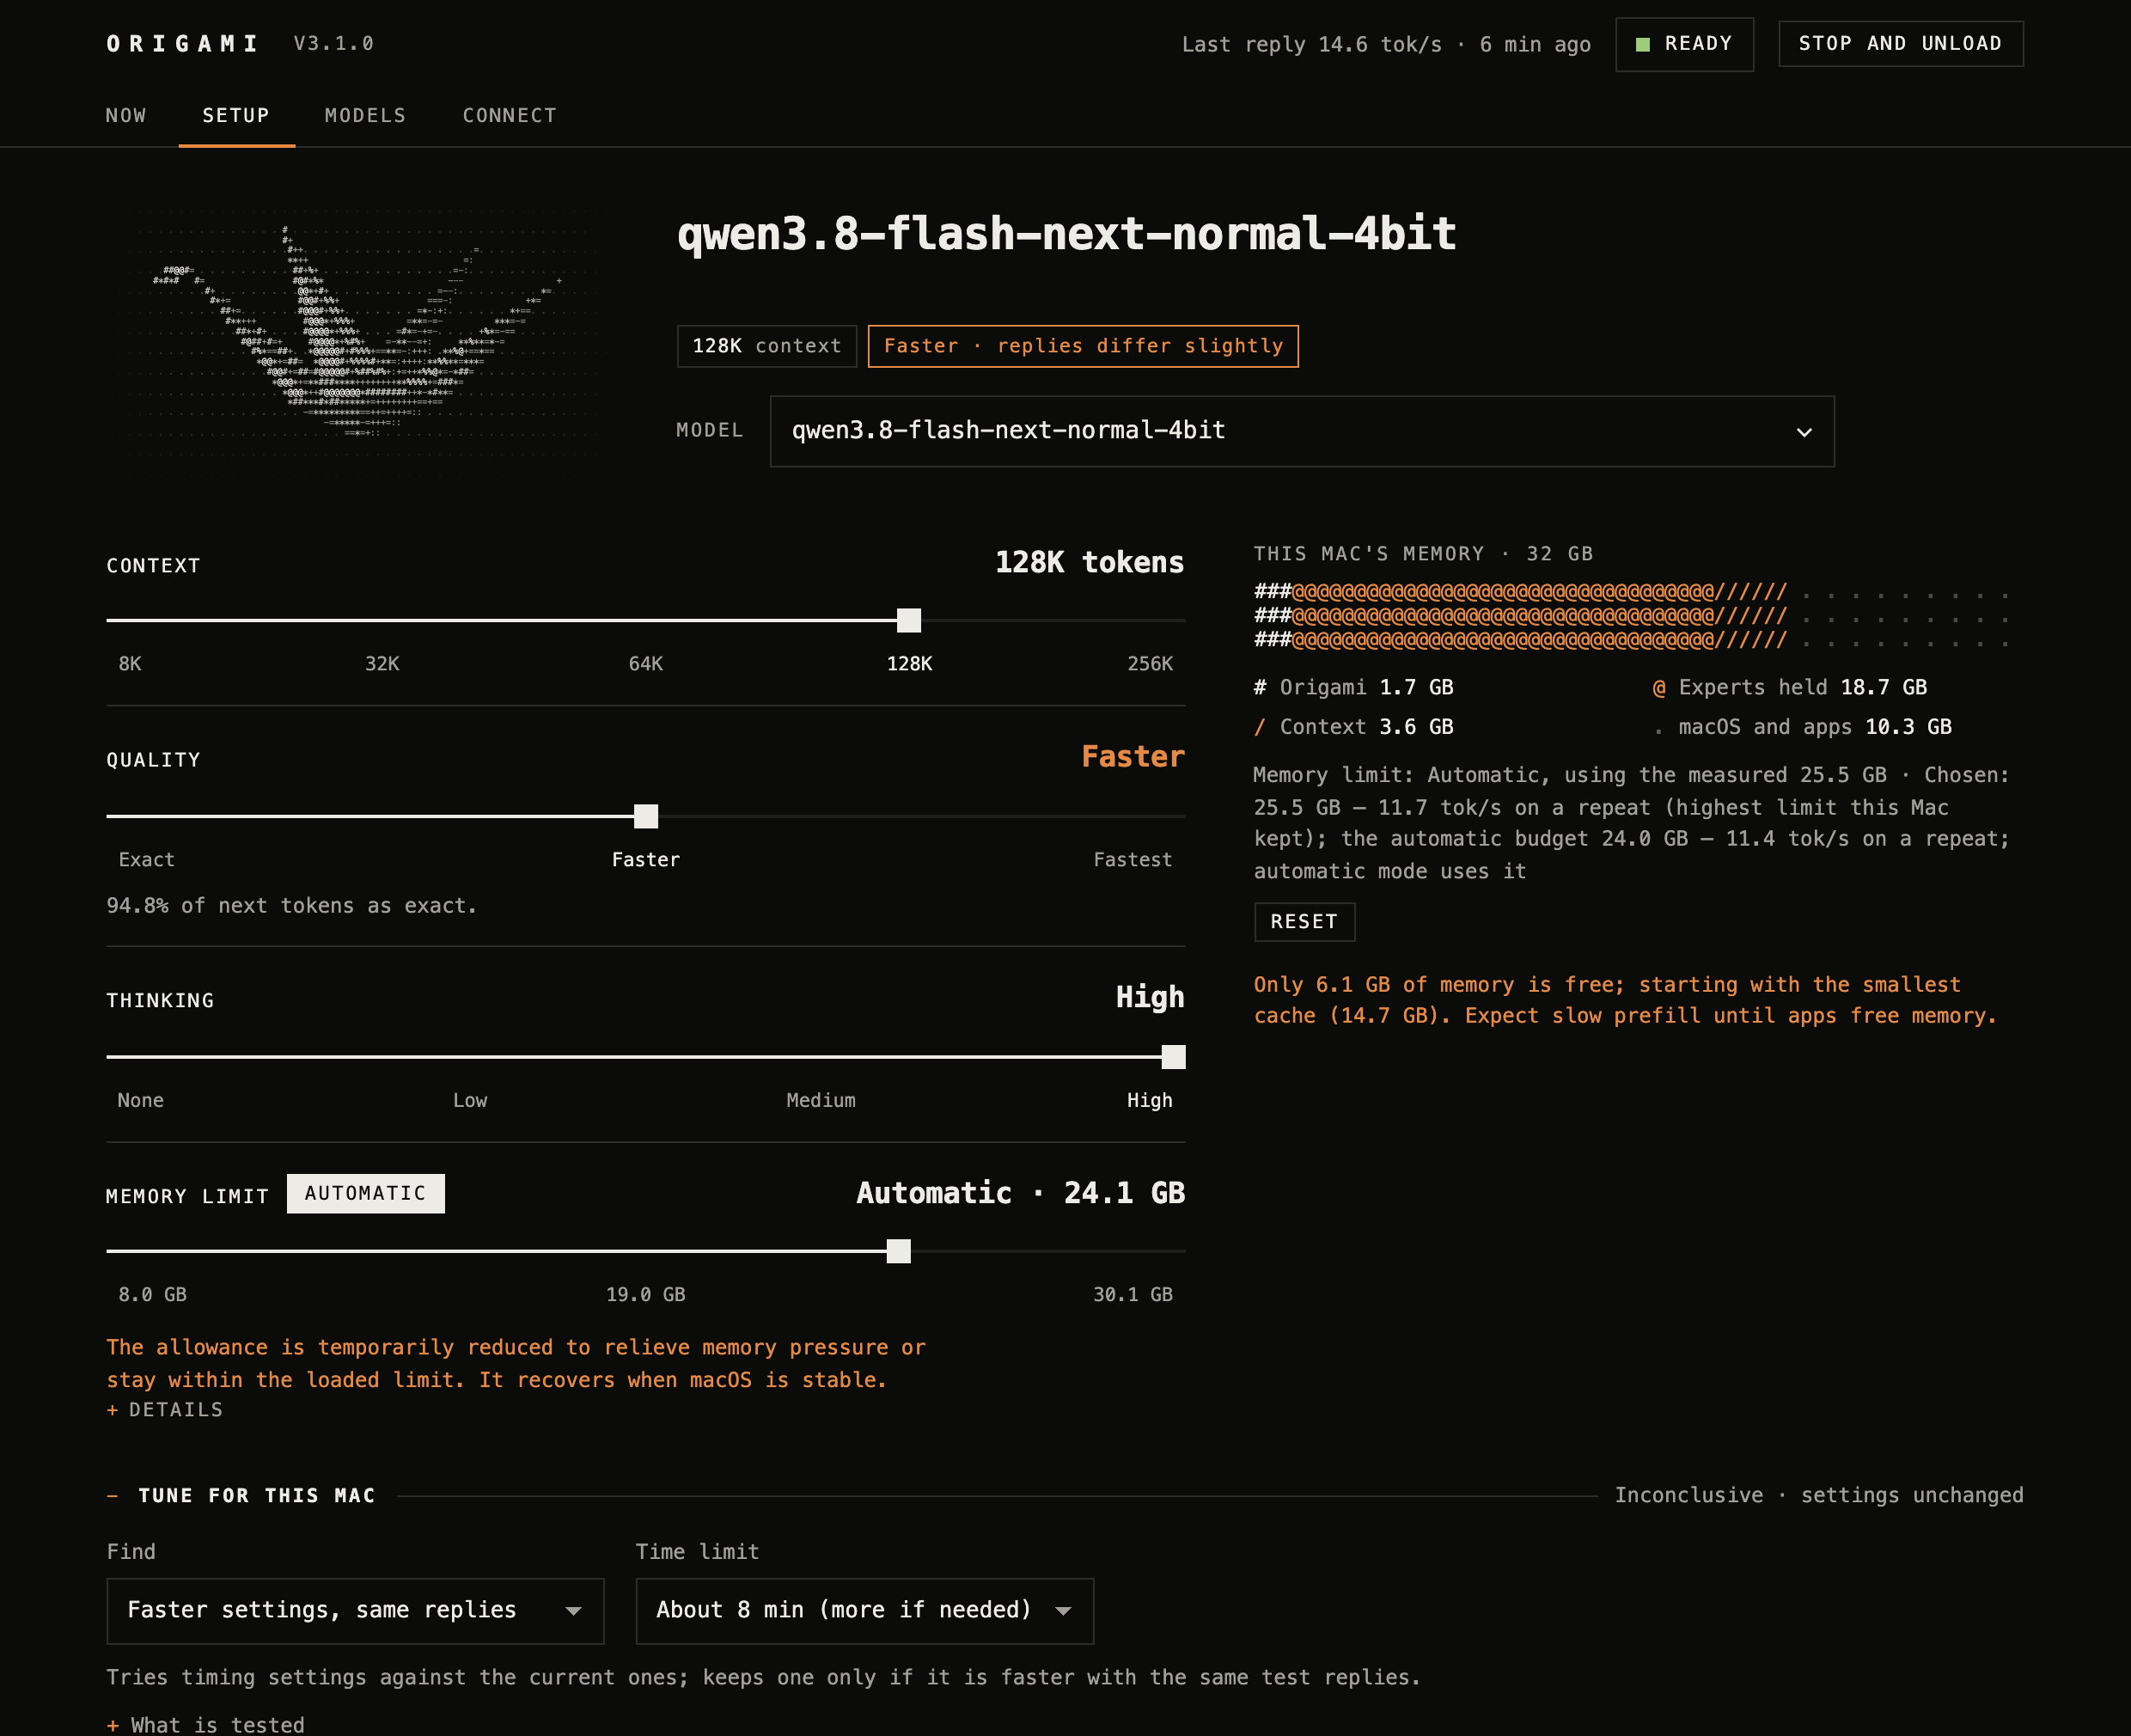 ORIGAMI V3.1.0
Last reply 14.6 tok/s · 6 min ago
READY
STOP AND UNLOAD
NOW SETUP MODELS CONNECT
qwen3.8-flash-next-normal-4bit
128K context
Faster · replies differ slightly
MODEL
qwen3.8-flash-next-normal-4bit
CONTEXT 128K tokens
8K 32K 64K 128K 256K
QUALITY Faster
Exact Faster Fastest
94.8% of next tokens as exact.
THINKING High
None Low Medium High
MEMORY LIMIT AUTOMATIC Automatic · 24.1 GB
8.0 GB 19.0 GB 30.1 GB
The allowance is temporarily reduced to relieve memory pressure or
stay within the loaded limit. It recovers when macOS is stable.
+ DETAILS
THIS MAC'S MEMORY · 32 GB
# Origami 1.7 GB @ Experts held 18.7 GB
/ Context 3.6 GB . macOS and apps 10.3 GB
Memory limit: Automatic, using the measured 25.5 GB · Chosen:
25.5 GB — 11.7 tok/s on a repeat (highest limit this Mac
kept); the automatic budget 24.0 GB — 11.4 tok/s on a repeat;
automatic mode uses it
RESET
Only 6.1 GB of memory is free; starting with the smallest
cache (14.7 GB). Expect slow prefill until apps free memory.
− TUNE FOR THIS MAC Inconclusive · settings unchanged
Find Time limit
Faster settings, same replies About 8 min (more if needed)
Tries timing settings against the current ones; keeps one only if it is faster with the same test replies.
+ What is tested